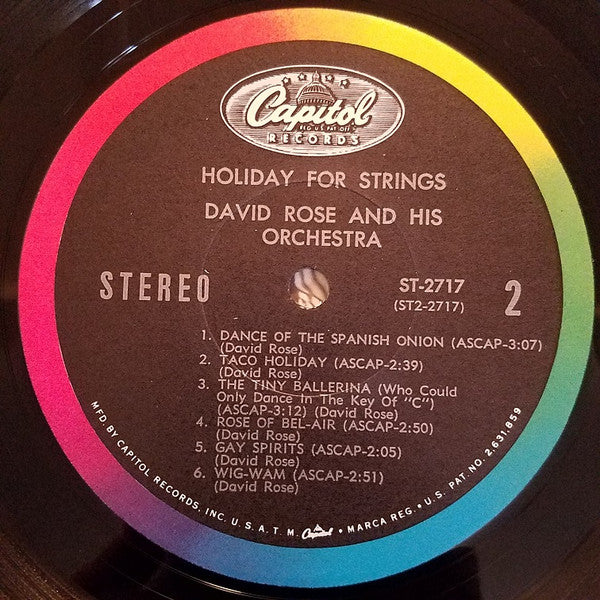 Capitol
REG. U.S. PAT. OFF.
RECORDS
HOLIDAY FOR STRINGS
DAVID ROSE AND HIS
ORCHESTRA
STEREO
ST-2717
(ST2-2717)
2
1. DANCE OF THE SPANISH ONION (ASCAP-3:07)
(David Rose)
2. TACO HOLIDAY (ASCAP-2:39)
(David Rose)
3. THE TINY BALLERINA (Who Could
Only Dance In The Key Of "C")
(ASCAP-3:12) (David Rose)
4. ROSE OF BEL-AIR (ASCAP-2:50)
(David Rose)
5. GAY SPIRITS (ASCAP-2:05)
(David Rose)
6. WIG-WAM (ASCAP-2:51)
(David Rose)
MFD. BY CAPITOL RECORDS, INC. U. S. A. T. M. Capitol • MARCA REG. • U. S. PAT. NO. 2,631,859